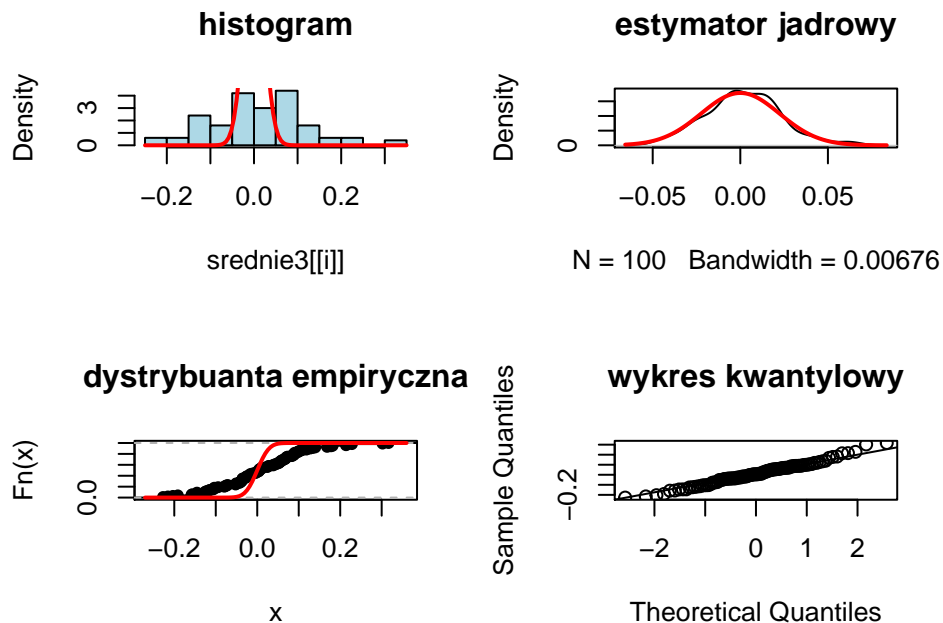 histogram
Density
3
0
−0.2 0.0 0.2
srednie3[[i]]
estymator jadrowy
Density
0
−0.05 0.00 0.05
N = 100 Bandwidth = 0.00676
dystrybuanta empiryczna
Fn(x)
0.0
−0.2 0.0 0.2
x
wykres kwantylowy
Sample Quantiles
−0.2
−2 0 1 2
Theoretical Quantiles